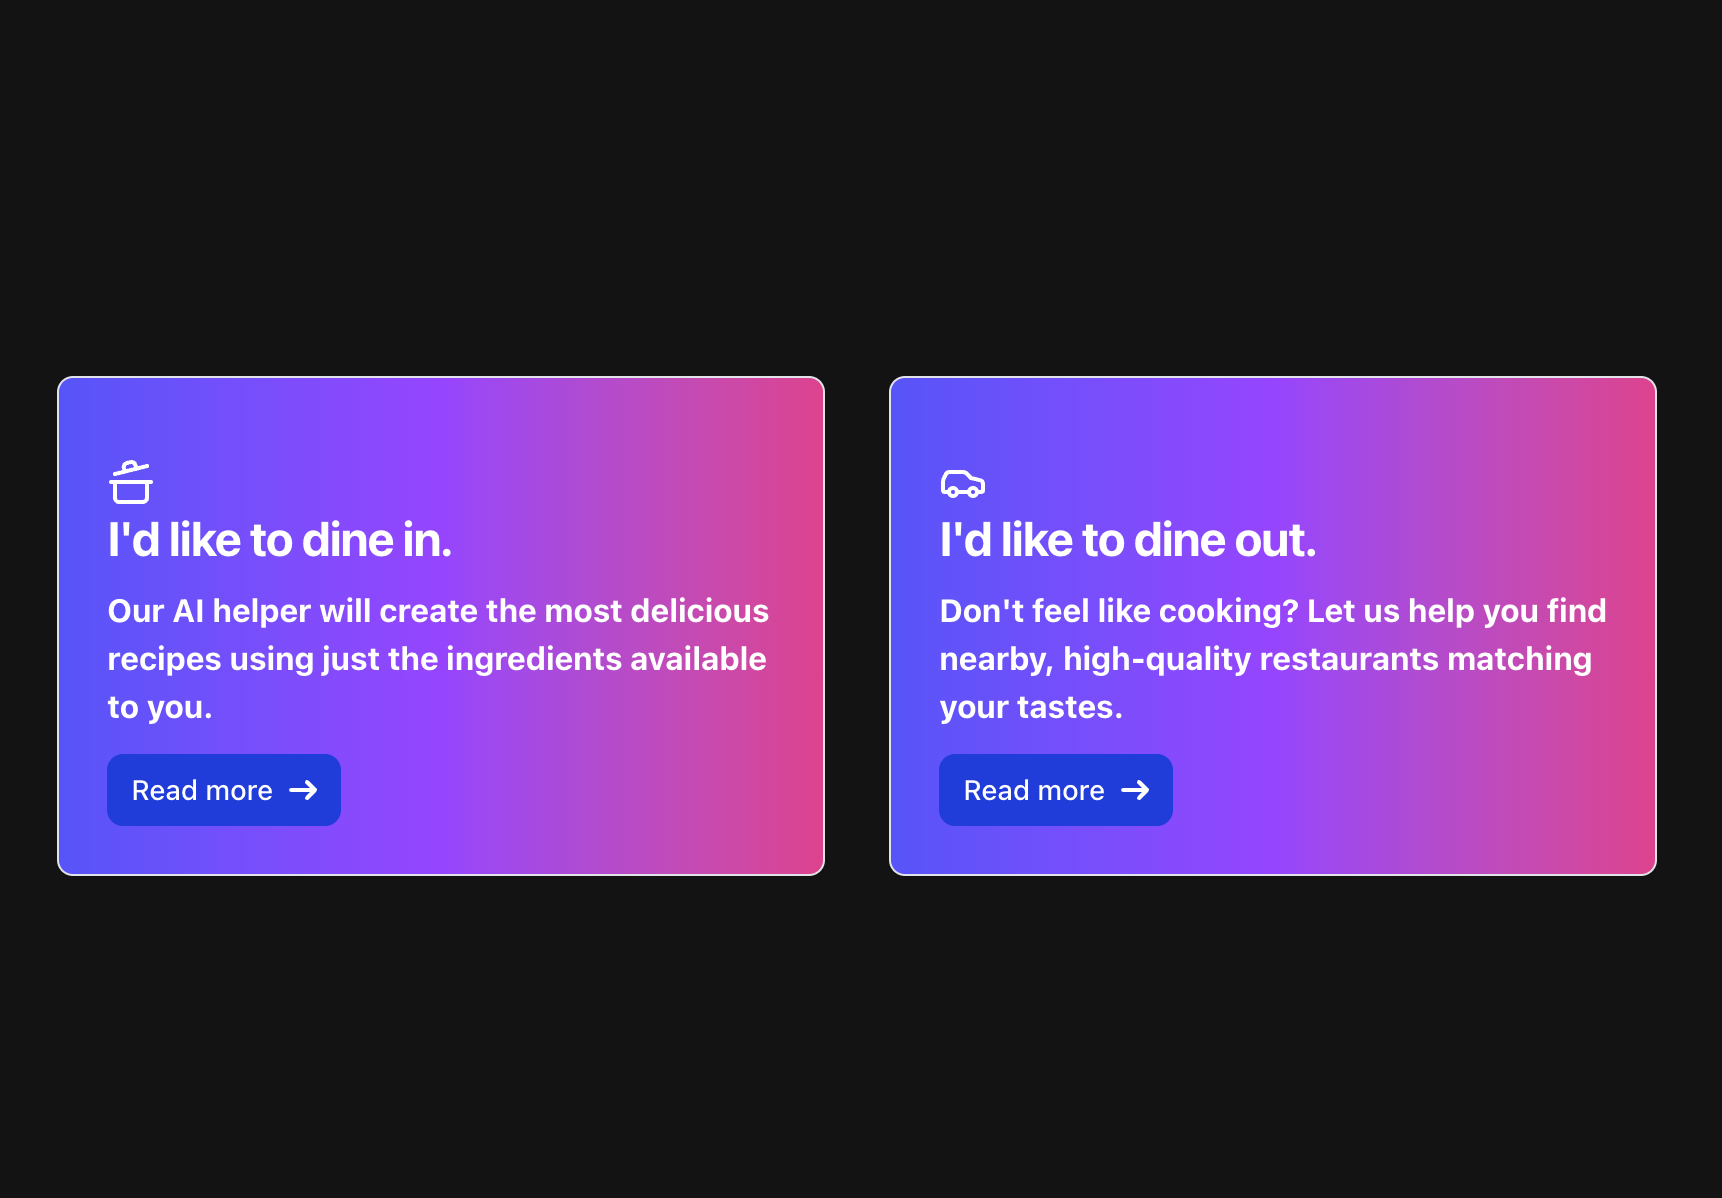 I'd like to dine in.
Our AI helper will create the most delicious
recipes using just the ingredients available
to you.
Read more
I'd like to dine out.
Don't feel like cooking? Let us help you find
nearby, high-quality restaurants matching
your tastes.
Read more